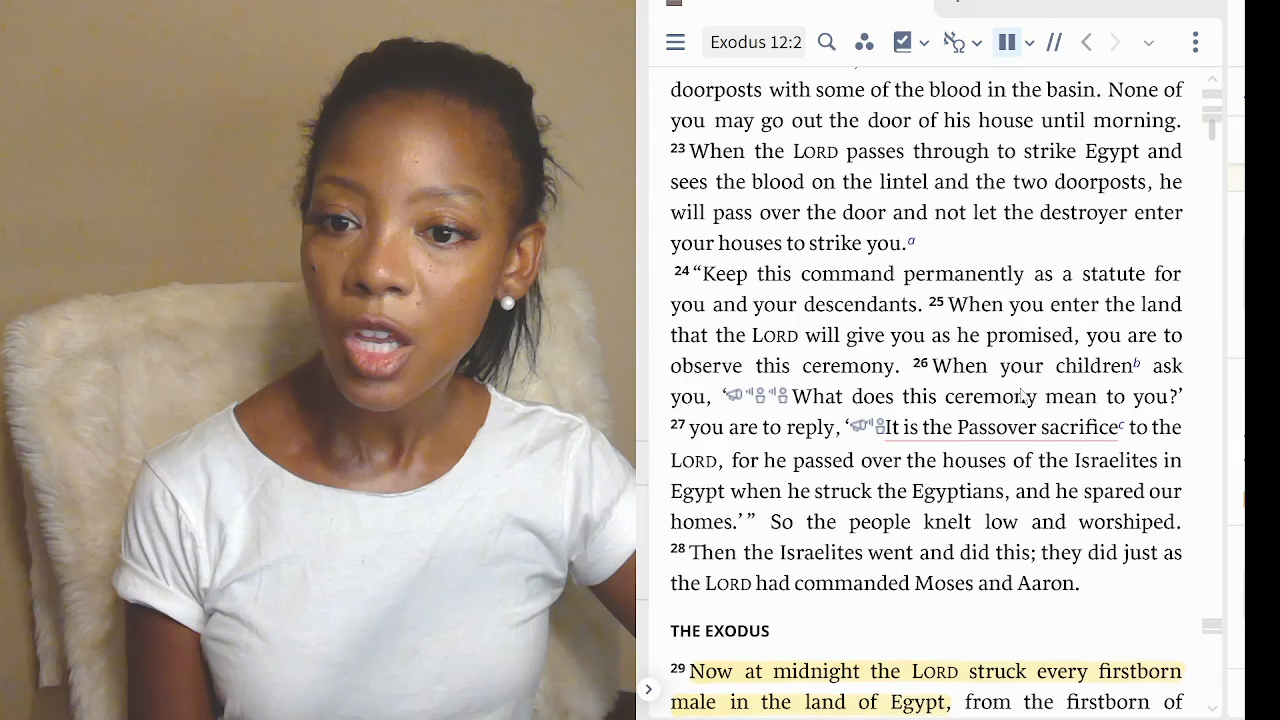 Exodus 12:2
doorposts with some of the blood in the basin. None of
you may go out the door of his house until morning.
23 When the LORD passes through to strike Egypt and
sees the blood on the lintel and the two doorposts, he
will pass over the door and not let the destroyer enter
your houses to strike you.a
24 “Keep this command permanently as a statute for
you and your descendants. 25 When you enter the land
that the LORD will give you as he promised, you are to
observe this ceremony. 26 When your childrenb ask
you, ‘What does this ceremony mean to you?’
27 you are to reply, ‘It is the Passover sacrificec to the
LORD, for he passed over the houses of the Israelites in
Egypt when he struck the Egyptians, and he spared our
homes.’ ” So the people knelt low and worshiped.
28 Then the Israelites went and did this; they did just as
the LORD had commanded Moses and Aaron.
THE EXODUS
29 Now at midnight the LORD struck every firstborn
male in the land of Egypt, from the firstborn of